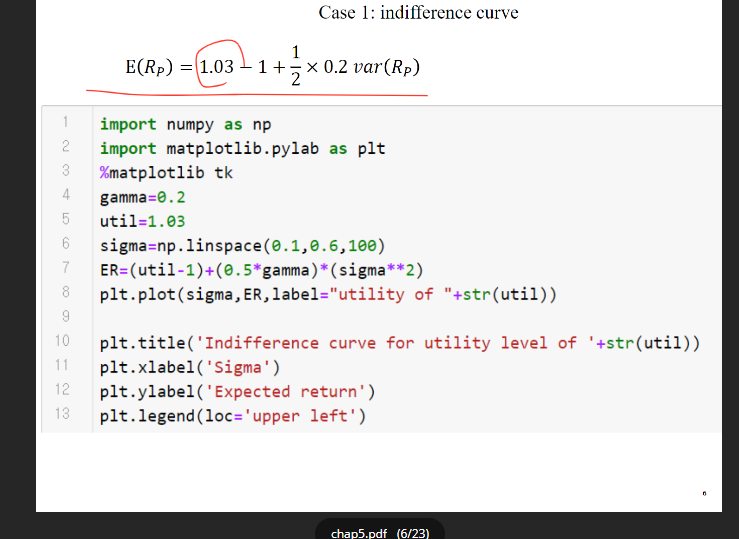 Case 1: indifference curve
E(R_P) = 1.03 − 1 + 1/2 × 0.2 var(R_P)
1 import numpy as np
2 import matplotlib.pylab as plt
3 %matplotlib tk
4 gamma=0.2
5 util=1.03
6 sigma=np.linspace(0.1,0.6,100)
7 ER=(util-1)+(0.5*gamma)*(sigma**2)
8 plt.plot(sigma,ER,label="utility of "+str(util))
9
10 plt.title('Indifference curve for utility level of '+str(util))
11 plt.xlabel('Sigma')
12 plt.ylabel('Expected return')
13 plt.legend(loc='upper left')
6
chap5.pdf (6/23)